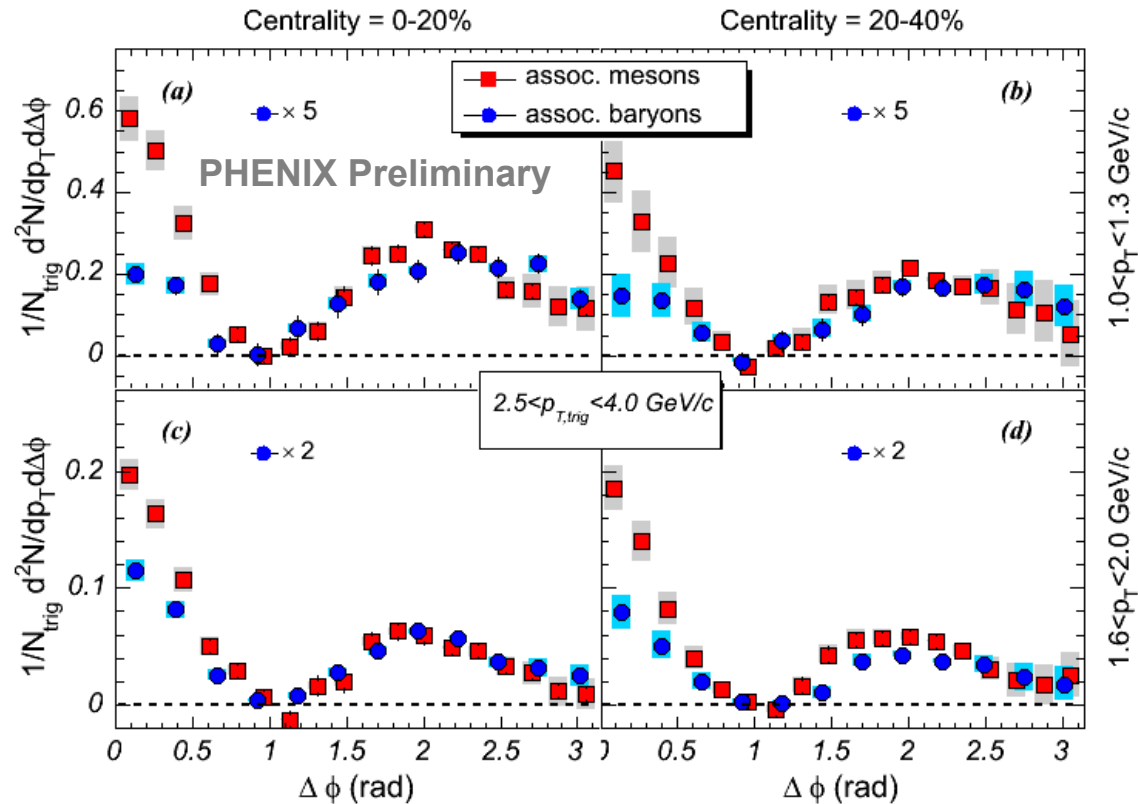 Centrality = 0-20%
Centrality = 20-40%
assoc. mesons
assoc. baryons
(a)
× 5
(b)
× 5
PHENIX Preliminary
1/N_trig d²N/dp_T dΔϕ
0.6
0.4
0.2
0
1.0<p_T<1.3 GeV/c
2.5<p_T,trig<4.0 GeV/c
(c)
× 2
(d)
× 2
1/N_trig d²N/dp_T dΔϕ
0.2
0.1
0
1.6<p_T<2.0 GeV/c
0 0.5 1 1.5 2 2.5 3
0.5 1 1.5 2 2.5 3
Δ ϕ (rad)
Δ ϕ (rad)